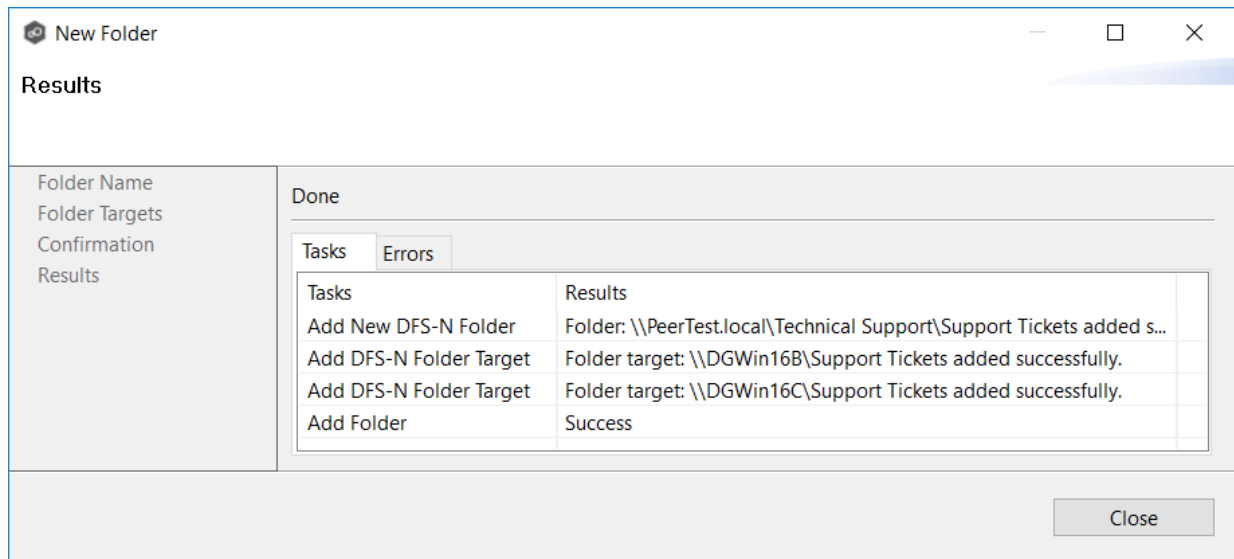 New Folder
Results
Folder Name
Folder Targets
Confirmation
Results
Done
Tasks Errors
Tasks Results
Add New DFS-N Folder Folder: \\PeerTest.local\Technical Support\Support Tickets added s...
Add DFS-N Folder Target Folder target: \\DGWin16B\Support Tickets added successfully.
Add DFS-N Folder Target Folder target: \\DGWin16C\Support Tickets added successfully.
Add Folder Success
Close